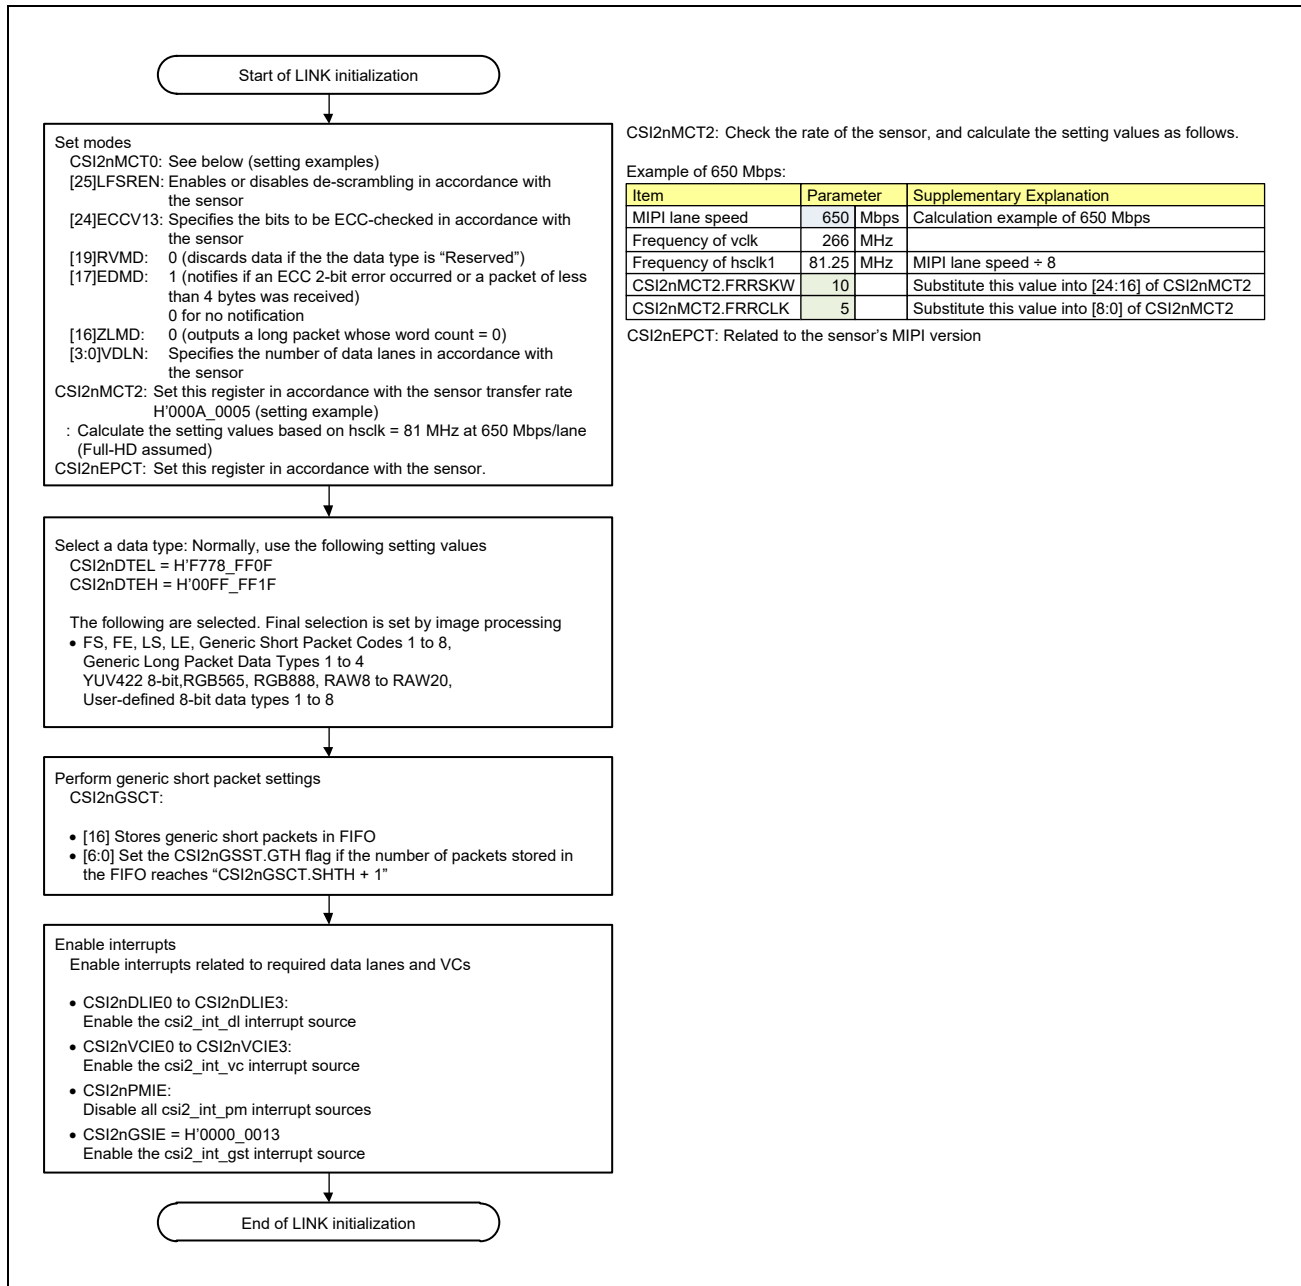 Start of LINK initialization
Set modes
CSI2nMCT0: See below (setting examples)
[25]LFSREN: Enables or disables de-scrambling in accordance with
the sensor
[24]ECCV13: Specifies the bits to be ECC-checked in accordance with
the sensor
[19]RVMD: 0 (discards data if the the data type is “Reserved”)
[17]EDMD: 1 (notifies if an ECC 2-bit error occurred or a packet of less
than 4 bytes was received)
0 for no notification
[16]ZLMD: 0 (outputs a long packet whose word count = 0)
[3:0]VDLN: Specifies the number of data lanes in accordance with
the sensor
CSI2nMCT2: Set this register in accordance with the sensor transfer rate
H’000A_0005 (setting example)
: Calculate the setting values based on hsclk = 81 MHz at 650 Mbps/lane
(Full-HD assumed)
CSI2nEPCT: Set this register in accordance with the sensor.
CSI2nMCT2: Check the rate of the sensor, and calculate the setting values as follows.
Example of 650 Mbps:
Item Parameter Supplementary Explanation
MIPI lane speed 650 Mbps Calculation example of 650 Mbps
Frequency of vclk 266 MHz
Frequency of hsclk1 81.25 MHz MIPI lane speed ÷ 8
CSI2nMCT2.FRRSKW 10 Substitute this value into [24:16] of CSI2nMCT2
CSI2nMCT2.FRRCLK 5 Substitute this value into [8:0] of CSI2nMCT2
CSI2nEPCT: Related to the sensor’s MIPI version
Select a data type: Normally, use the following setting values
CSI2nDTEL = H’F778_FF0F
CSI2nDTEH = H’00FF_FF1F
The following are selected. Final selection is set by image processing
• FS, FE, LS, LE, Generic Short Packet Codes 1 to 8,
Generic Long Packet Data Types 1 to 4
YUV422 8-bit,RGB565, RGB888, RAW8 to RAW20,
User-defined 8-bit data types 1 to 8
Perform generic short packet settings
CSI2nGSCT:
• [16] Stores generic short packets in FIFO
• [6:0] Set the CSI2nGSST.GTH flag if the number of packets stored in
the FIFO reaches “CSI2nGSCT.SHTH + 1”
Enable interrupts
Enable interrupts related to required data lanes and VCs
• CSI2nDLIE0 to CSI2nDLIE3:
Enable the csi2_int_dl interrupt source
• CSI2nVCIE0 to CSI2nVCIE3:
Enable the csi2_int_vc interrupt source
• CSI2nPMIE:
Disable all csi2_int_pm interrupt sources
• CSI2nGSIE = H’0000_0013
Enable the csi2_int_gst interrupt source
End of LINK initialization